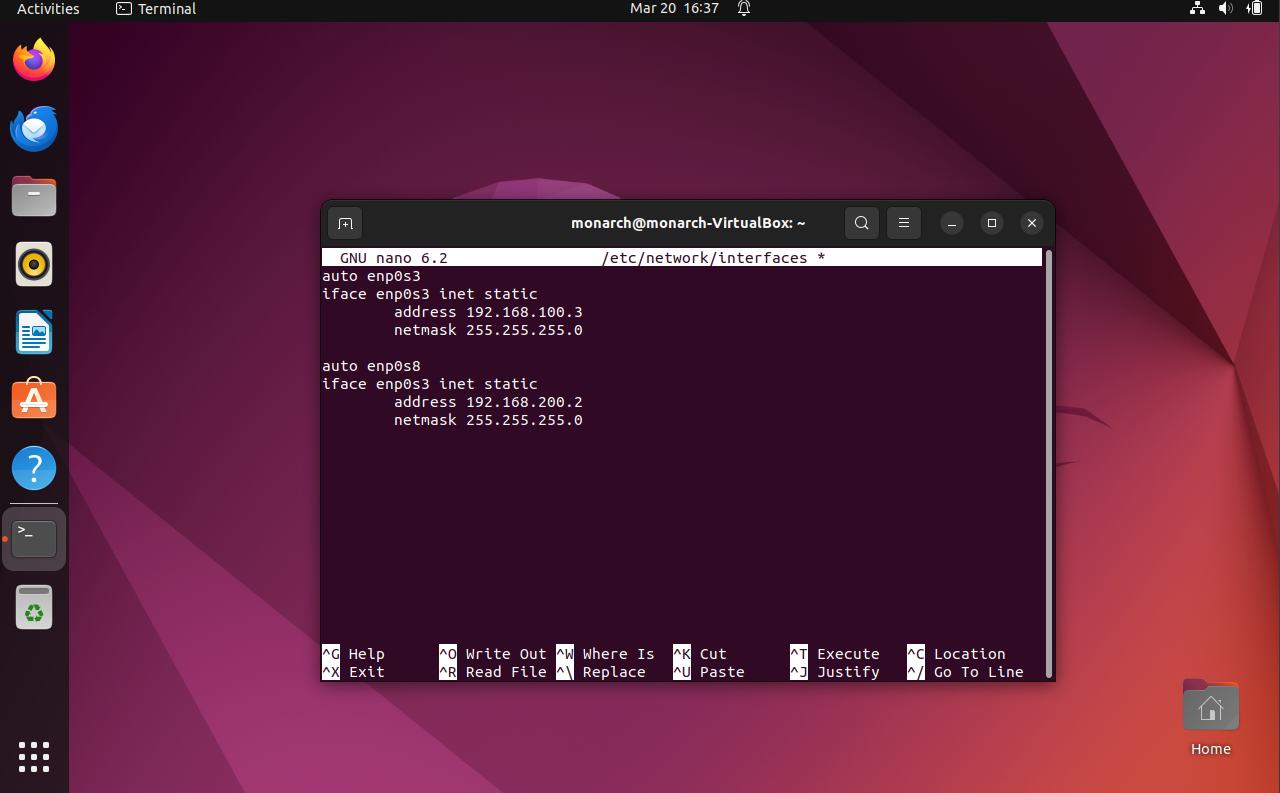 Activities Terminal Mar 20 16:37
monarch@monarch-VirtualBox: ~
GNU nano 6.2 /etc/network/interfaces *
auto enp0s3
iface enp0s3 inet static
address 192.168.100.3
netmask 255.255.255.0
auto enp0s8
iface enp0s3 inet static
address 192.168.200.2
netmask 255.255.255.0
^G Help ^O Write Out ^W Where Is ^K Cut ^T Execute ^C Location
^X Exit ^R Read File ^\ Replace ^U Paste ^J Justify ^/ Go To Line
Home